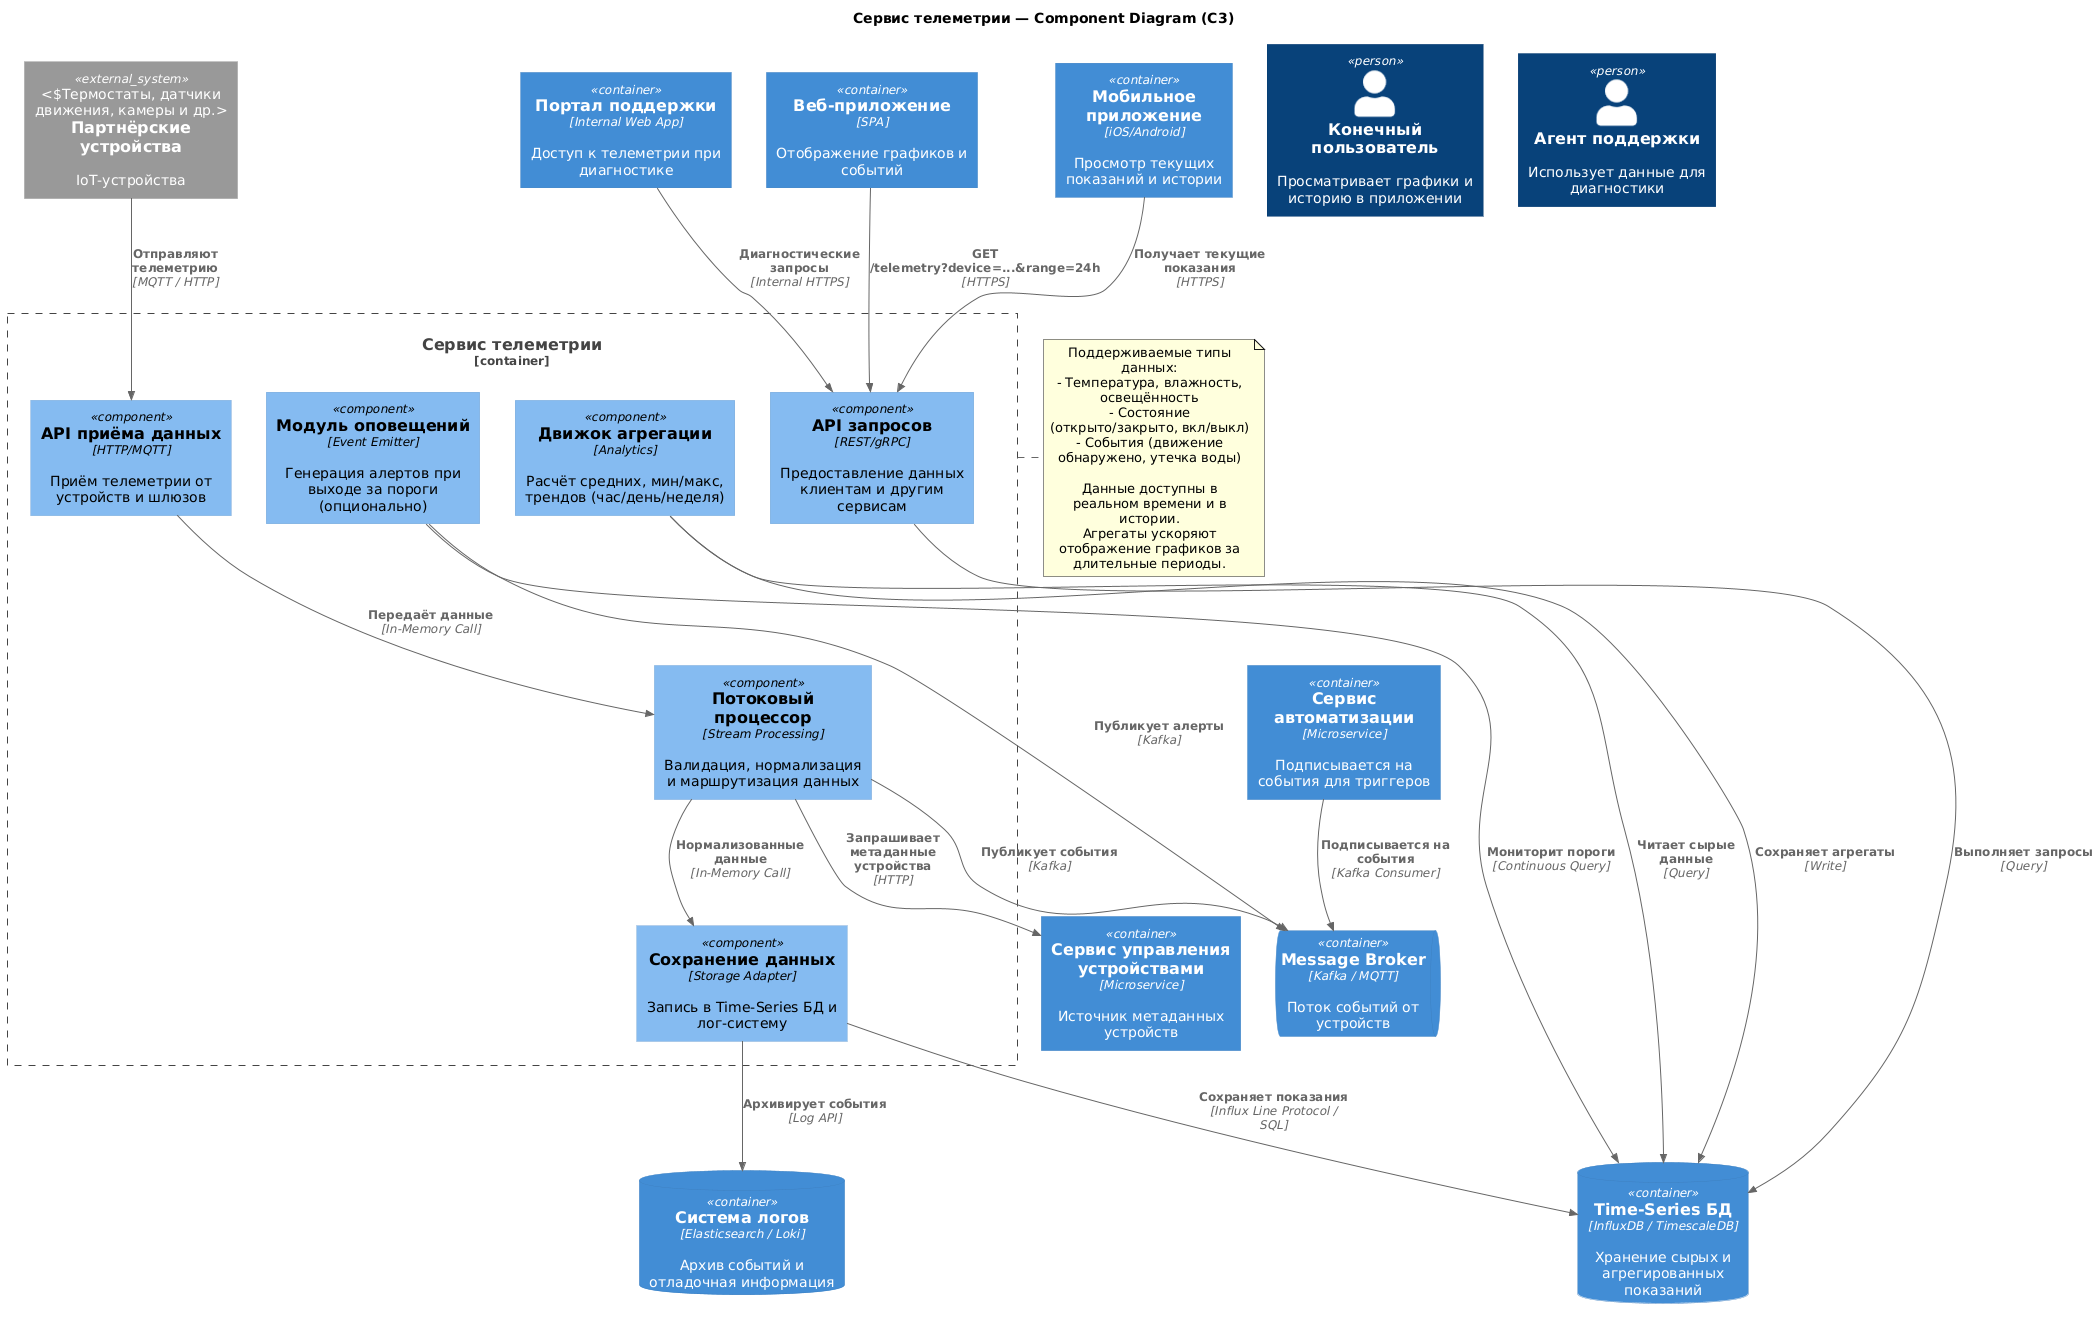 Сервис телеметрии — Component Diagram (C3)
«external_system»
<$Термостаты, датчики
движения, камеры и др.>
Партнёрские
устройства
IoT-устройства
«container»
Портал поддержки
[Internal Web App]
Доступ к телеметрии при
диагностике
«container»
Веб-приложение
[SPA]
Отображение графиков и
событий
«container»
Мобильное
приложение
[iOS/Android]
Просмотр текущих
показаний и истории
«person»
Конечный
пользователь
Просматривает графики и
историю в приложении
«person»
Агент поддержки
Использует данные для
диагностики
Отправляют
телеметрию
[MQTT / HTTP]
Диагностические
запросы
[Internal HTTPS]
GET
/telemetry?device=...&range=24h
[HTTPS]
Получает текущие
показания
[HTTPS]
Сервис телеметрии
[container]
«component»
API приёма данных
[HTTP/MQTT]
Приём телеметрии от
устройств и шлюзов
«component»
Модуль оповещений
[Event Emitter]
Генерация алертов при
выходе за пороги
(опционально)
«component»
Движок агрегации
[Analytics]
Расчёт средних, мин/макс,
трендов (час/день/неделя)
«component»
API запросов
[REST/gRPC]
Предоставление данных
клиентам и другим
сервисам
Поддерживаемые типы
данных:
- Температура, влажность,
освещённость
- Состояние
(открыто/закрыто, вкл/выкл)
- События (движение
обнаружено, утечка воды)
Данные доступны в
реальном времени и в
истории.
Агрегаты ускоряют
отображение графиков за
длительные периоды.
Передаёт данные
[In-Memory Call]
«component»
Потоковый
процессор
[Stream Processing]
Валидация, нормализация
и маршрутизация данных
Публикует алерты
[Kafka]
«container»
Сервис
автоматизации
[Microservice]
Подписывается на
события для триггеров
Нормализованные
данные
[In-Memory Call]
Запрашивает
метаданные
устройства
[HTTP]
Публикует события
[Kafka]
Подписывается на
события
[Kafka Consumer]
Мониторит пороги
[Continuous Query]
Читает сырые
данные
[Query]
Сохраняет агрегаты
[Write]
Выполняет запросы
[Query]
«component»
Сохранение данных
[Storage Adapter]
Запись в Time-Series БД и
лог-систему
«container»
Сервис управления
устройствами
[Microservice]
Источник метаданных
устройств
«container»
Message Broker
[Kafka / MQTT]
Поток событий от
устройств
Архивирует события
[Log API]
Сохраняет показания
[Influx Line Protocol /
SQL]
«container»
Система логов
[Elasticsearch / Loki]
Архив событий и
отладочная информация
«container»
Time-Series БД
[InfluxDB / TimescaleDB]
Хранение сырых и
агрегированных
показаний